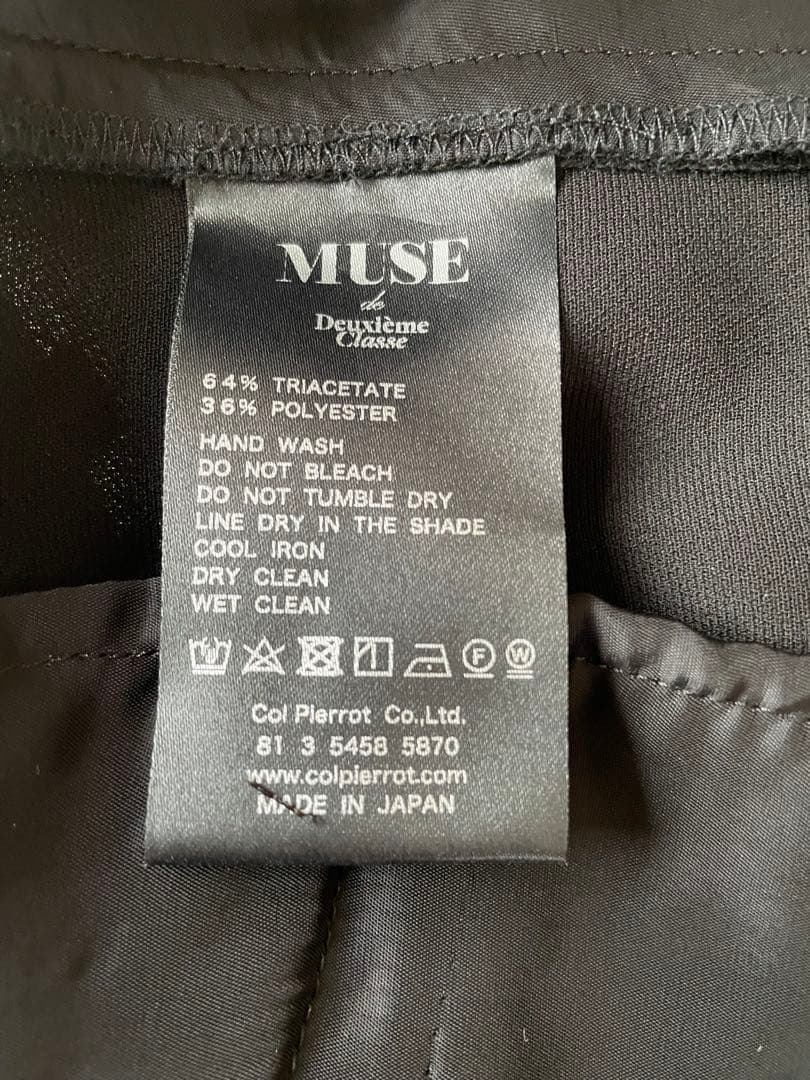 MUSE
de
Deuxième
Classe
64% TRIACETATE
36% POLYESTER
HAND WASH
DO NOT BLEACH
DO NOT TUMBLE DRY
LINE DRY IN THE SHADE
COOL IRON
DRY CLEAN
WET CLEAN
F W
Col Pierrot Co.,Ltd.
81 3 5458 5870
www.colpierrot.com
MADE IN JAPAN